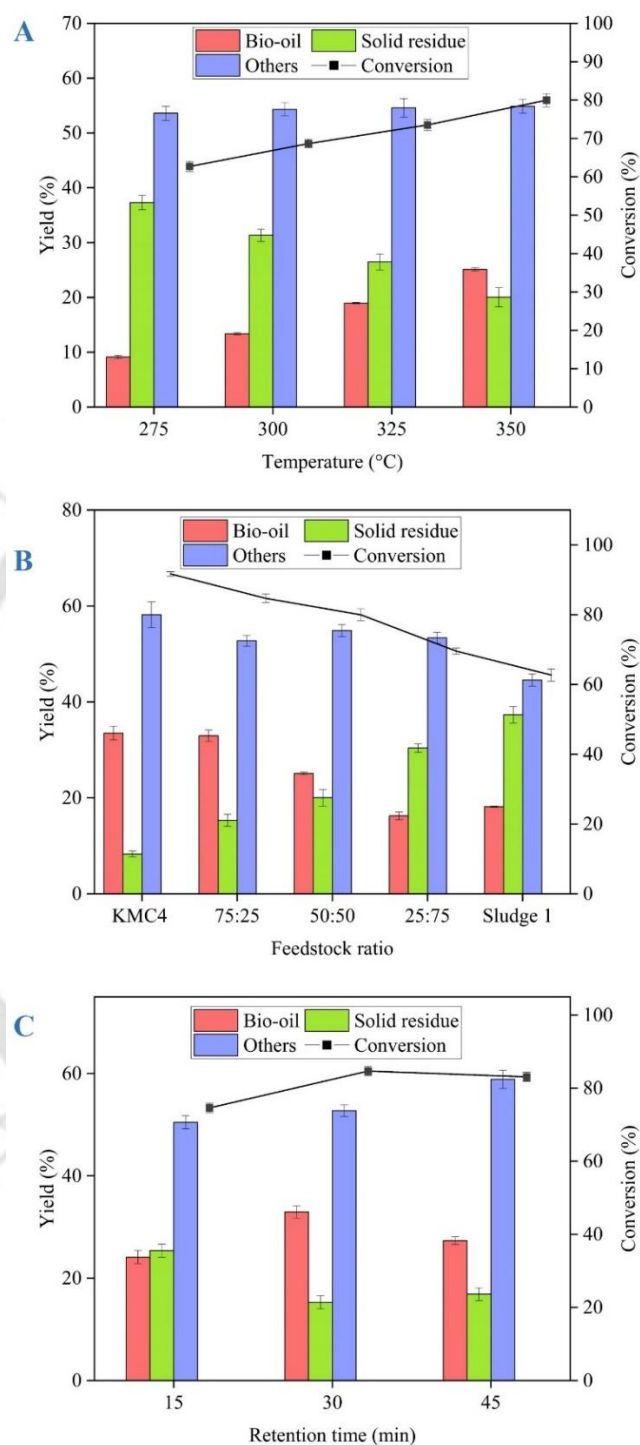 A
Bio-oil Solid residue
Others Conversion
Yield (%)
70
60
50
40
30
20
10
0
Conversion (%)
100
90
80
70
60
50
40
30
20
10
0
275 300 325 350
Temperature (°C)
B
Bio-oil Solid residue
Others Conversion
Yield (%)
80
60
40
20
0
Conversion (%)
100
80
60
40
20
0
KMC4 75:25 50:50 25:75 Sludge 1
Feedstock ratio
C
Bio-oil Solid residue
Others Conversion
Yield (%)
60
40
20
0
Conversion (%)
100
80
60
40
20
0
15 30 45
Retention time (min)